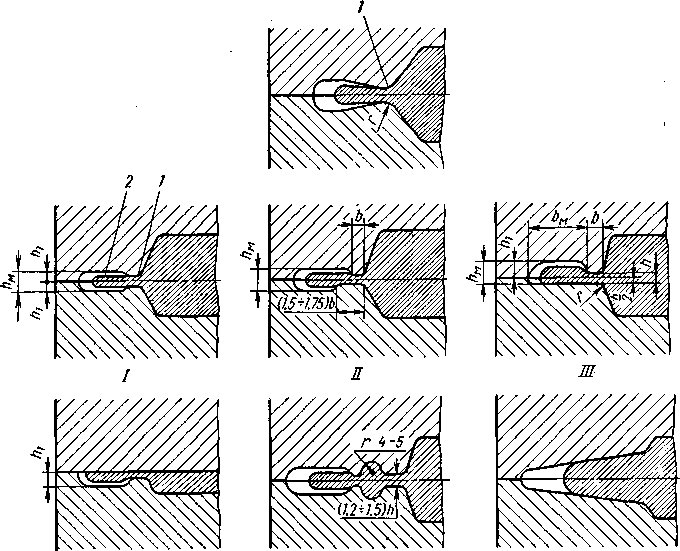 1
r
2 1
h₁
hм
h₁
b
hм
(1,5÷1,75)b
bм b
h₁
hм
h
h/2
r
I II III
h₁
r 4-5
(1,2÷1,5)h